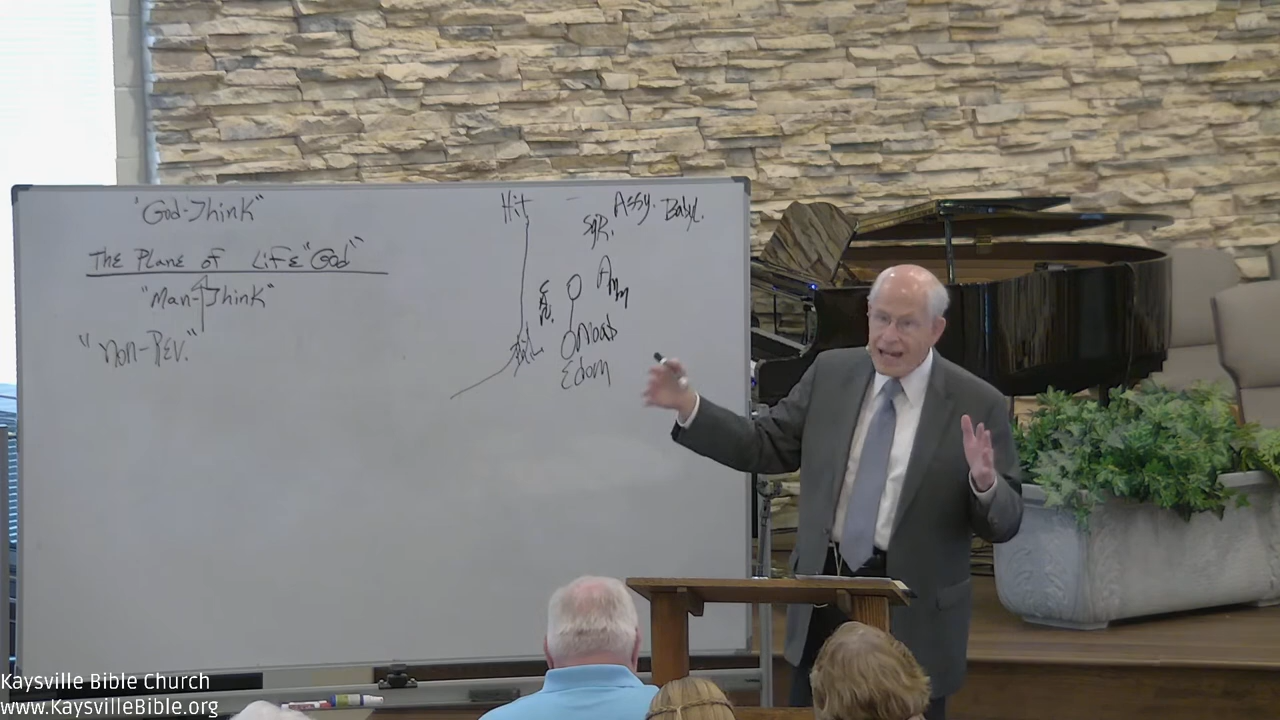 "God-Think"
The Plane of Life "God"
"Man-Think"
"Non-Rev."
Hit
Assy. Babyl.
Syr.
Amm
Moab
Edom
Kaysville Bible Church
www.KaysvilleBible.org